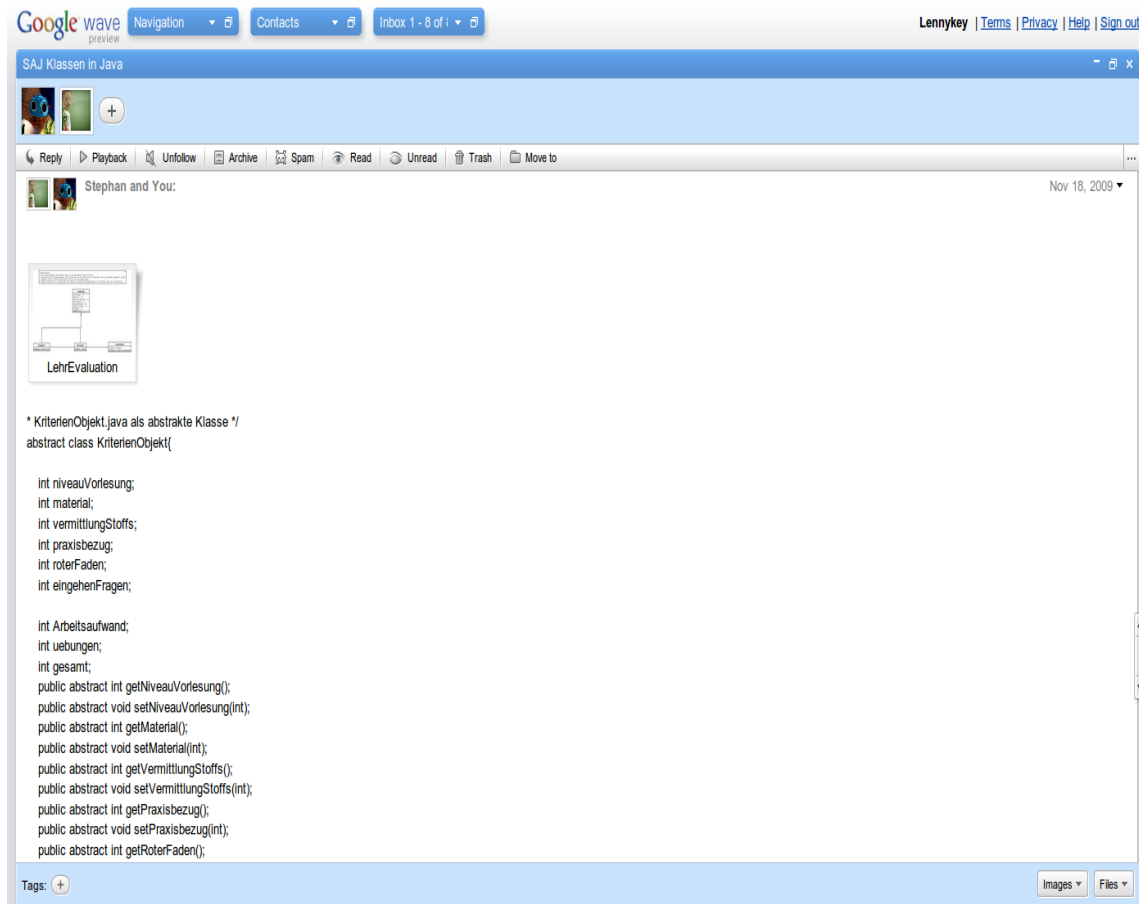 Google wave
preview
Navigation
Contacts
Inbox 1 - 8 of i
Lennykey | Terms | Privacy | Help | Sign out
SAJ Klassen in Java
Reply
Playback
Unfollow
Archive
Spam
Read
Unread
Trash
Move to
...
Stephan and You:
Nov 18, 2009
LehrEvaluation
* KriterienObjekt.java als abstrakte Klasse */
abstract class KriterienObjekt{
int niveauVorlesung;
int material;
int vermittlungStoffs;
int praxisbezug;
int roterFaden;
int eingehenFragen;
int Arbeitsaufwand;
int uebungen;
int gesamt;
public abstract int getNiveauVorlesung();
public abstract void setNiveauVorlesung(int);
public abstract int getMaterial();
public abstract void setMaterial(int);
public abstract int getVermittlungStoffs();
public abstract void setVermittlungStoffs(int);
public abstract int getPraxisbezug();
public abstract void setPraxisbezug(int);
public abstract int getRoterFaden();
Tags:
Images
Files